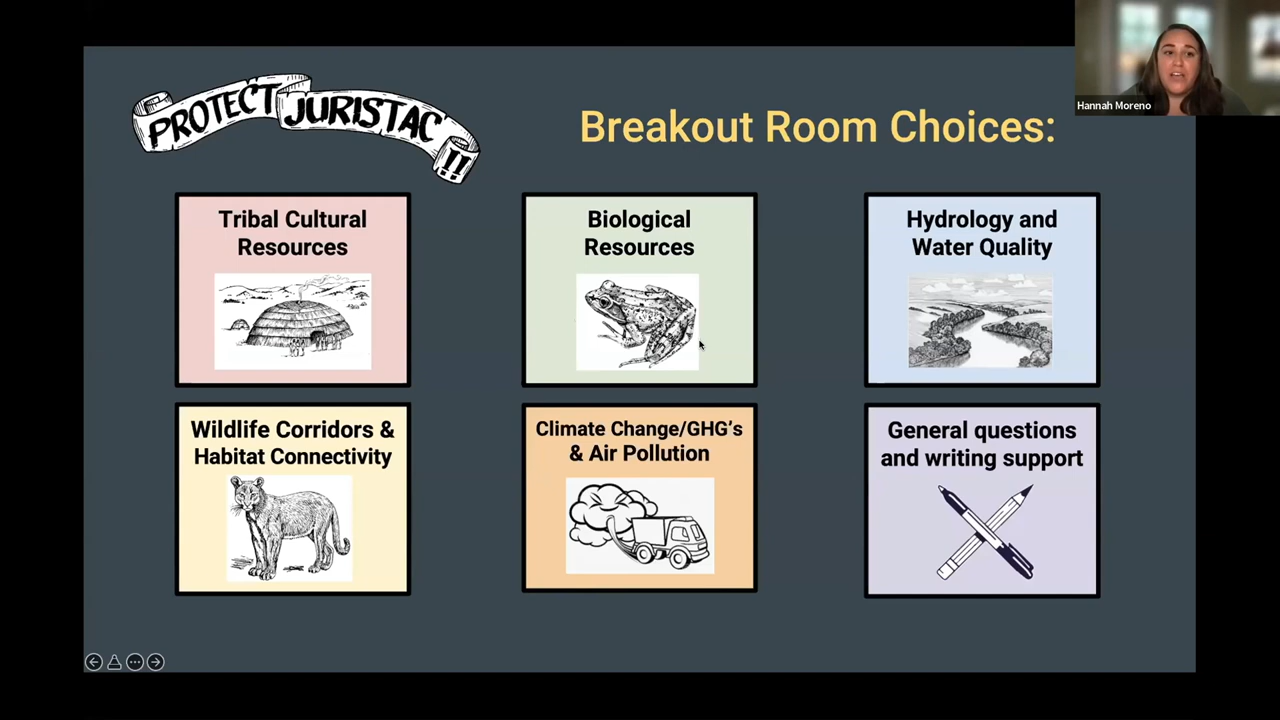 PROTECT JURISTAC !!
Hannah Moreno
Breakout Room Choices:
Tribal Cultural
Resources
Biological
Resources
Hydrology and
Water Quality
Wildlife Corridors &
Habitat Connectivity
Climate Change/GHG's
& Air Pollution
General questions
and writing support